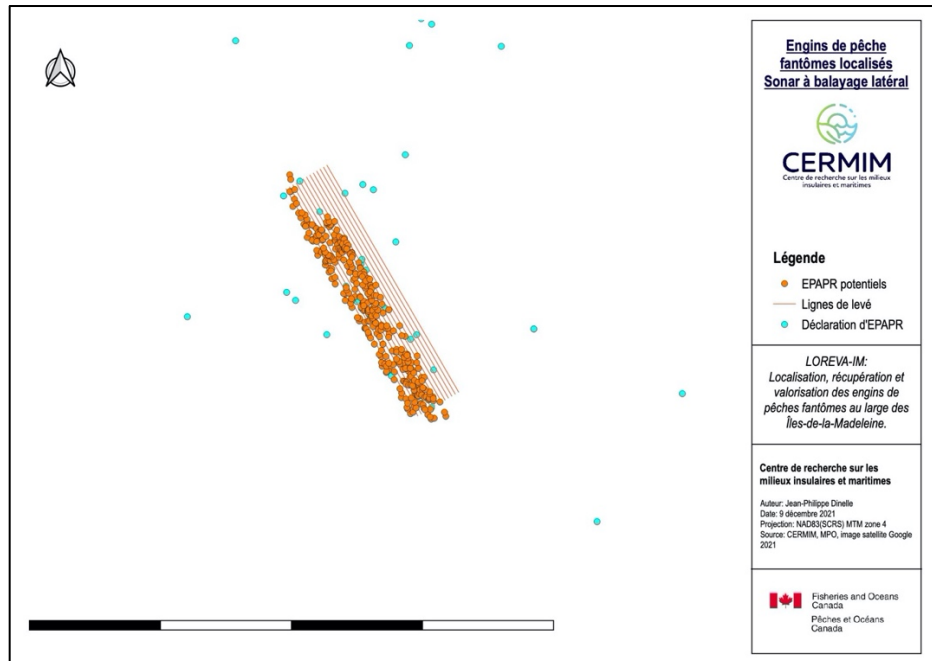 Engins de pêche
fantômes localisés
Sonar à balayage latéral
CERMIM
Centre de recherche sur les milieux
insulaires et maritimes
Légende
EPAPR potentiels
Lignes de levé
Déclaration d'EPAPR
LOREVA-IM:
Localisation, récupération et
valorisation des engins de
pêches fantômes au large des
Îles-de-la-Madeleine.
Centre de recherche sur les
milieux insulaires et maritimes
Auteur: Jean-Philippe Dinelle
Date: 9 décembre 2021
Projection: NAD83(SCRS) MTM zone 4
Source: CERMIM, MPO, image satellite Google
2021
Fisheries and Oceans
Canada
Pêches et Océans
Canada